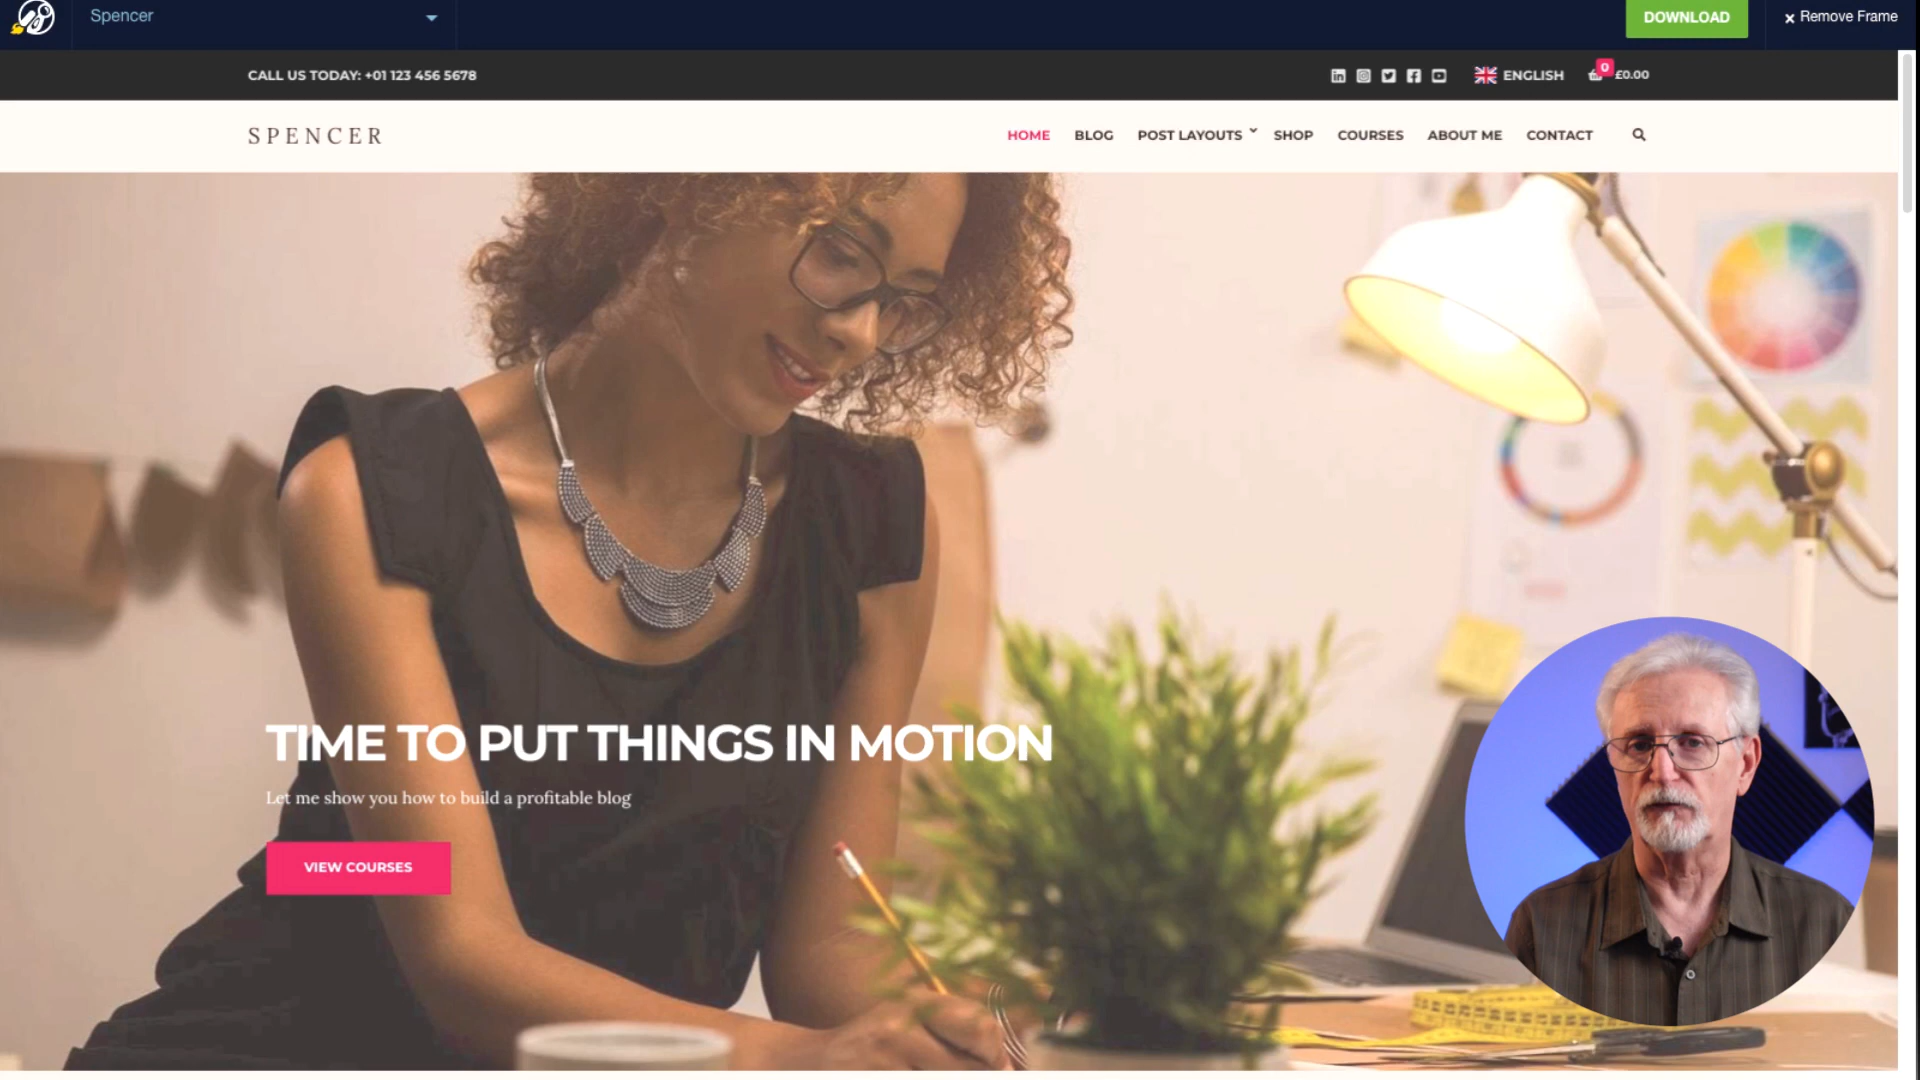 Spencer
DOWNLOAD
× Remove Frame
CALL US TODAY: +01 123 456 5678
ENGLISH
0
£0.00
SPENCER
HOME BLOG POST LAYOUTS SHOP COURSES ABOUT ME CONTACT
TIME TO PUT THINGS IN MOTION
Let me show you how to build a profitable blog
VIEW COURSES